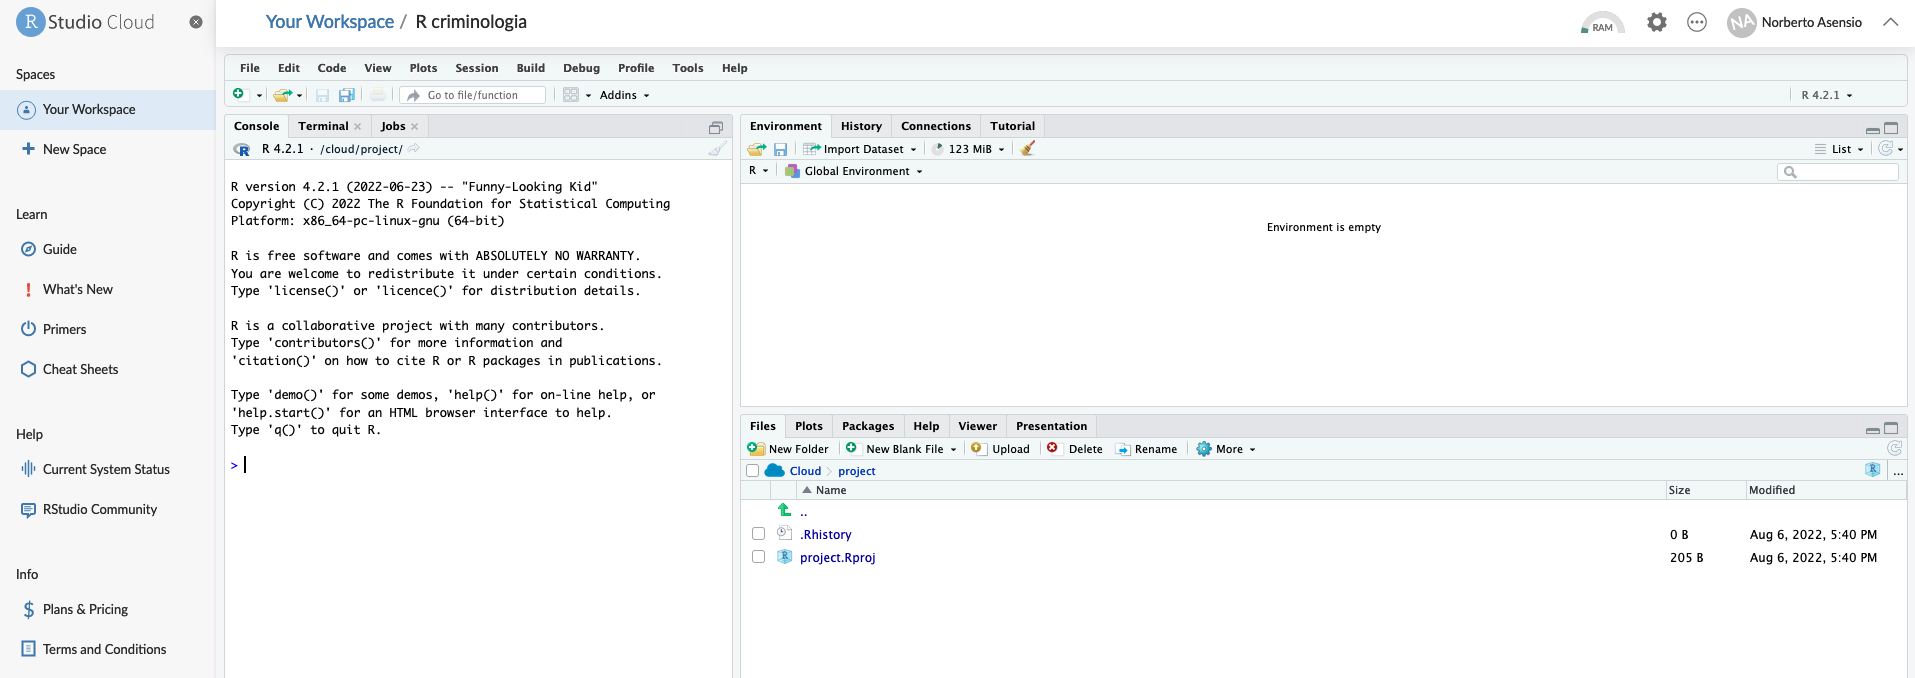 R Studio Cloud
Your Workspace / R criminologia
RAM
NA
Norberto Asensio
Spaces
Your Workspace
New Space
Learn
Guide
What's New
Primers
Cheat Sheets
Help
Current System Status
RStudio Community
Info
Plans & Pricing
Terms and Conditions
File Edit Code View Plots Session Build Debug Profile Tools Help
Go to file/function
Addins
R 4.2.1
Console Terminal Jobs
R 4.2.1 · /cloud/project/
R version 4.2.1 (2022-06-23) -- "Funny-Looking Kid"
Copyright (C) 2022 The R Foundation for Statistical Computing
Platform: x86_64-pc-linux-gnu (64-bit)
R is free software and comes with ABSOLUTELY NO WARRANTY.
You are welcome to redistribute it under certain conditions.
Type 'license()' or 'licence()' for distribution details.
R is a collaborative project with many contributors.
Type 'contributors()' for more information and
'citation()' on how to cite R or R packages in publications.
Type 'demo()' for some demos, 'help()' for on-line help, or
'help.start()' for an HTML browser interface to help.
Type 'q()' to quit R.
>
Environment History Connections Tutorial
Import Dataset 123 MiB List
R Global Environment
Environment is empty
Files Plots Packages Help Viewer Presentation
New Folder New Blank File Upload Delete Rename More
Cloud project ...
Name Size Modified
..
.Rhistory 0 B Aug 6, 2022, 5:40 PM
project.Rproj 205 B Aug 6, 2022, 5:40 PM